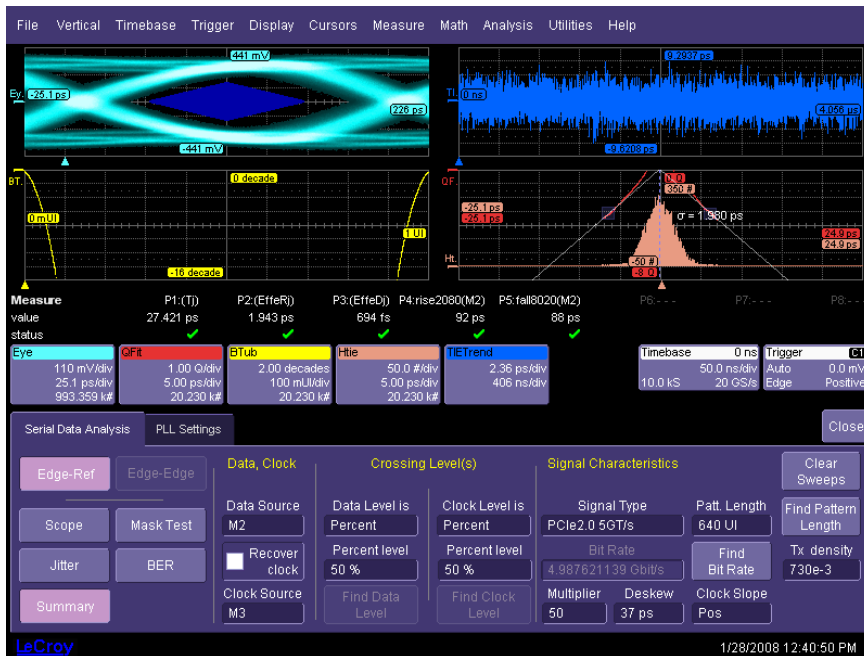 File Vertical Timebase Trigger Display Cursors Measure Math Analysis Utilities Help
441 mV
Ey.
-25.1 ps
226 ps
-441 mV
9.2937 ps
TI.
0 ns
4.056 µs
-9.6208 ps
BT.
0 decade
0 mUI
1 UI
-16 decade
QF.
0 Q
350 #
-25.1 ps
-25.1 ps
σ = 1.980 ps
24.9 ps
24.9 ps
Ht.
-50 #
-8 Q
Measure P1:(Tj) P2:(EffeRj) P3:(EffeDj) P4:rise2080(M2) P5:fall8020(M2) P6:--- P7:--- P8:---
value 27.421 ps 1.943 ps 694 fs 92 ps 88 ps
status
Eye
110 mV/div
25.1 ps/div
993.359 k#
QFit
1.00 Q/div
5.00 ps/div
20.230 k#
BTub
2.00 decades
100 mUI/div
20.230 k#
Htie
50.0 #/div
5.00 ps/div
20.230 k#
TIETrend
2.36 ps/div
406 ns/div
Timebase 0 ns
50.0 ns/div
10.0 kS 20 GS/s
Trigger C1
Auto 0.0 mV
Edge Positive
Serial Data Analysis PLL Settings Close
Edge-Ref Edge-Edge
Scope Mask Test
Jitter BER
Summary
Data, Clock
Data Source
M2
Recover clock
Clock Source
M3
Crossing Level(s)
Data Level is
Percent
Percent level
50 %
Find Data Level
Clock Level is
Percent
Percent level
50 %
Find Clock Level
Signal Characteristics
Signal Type
PCIe2.0 5GT/s
Bit Rate
4.987621139 Gbit/s
Multiplier
50
Deskew
37 ps
Patt. Length
640 UI
Find Bit Rate
Clock Slope
Pos
Clear Sweeps
Find Pattern Length
Tx density
730e-3
LeCroy 1/28/2008 12:40:50 PM